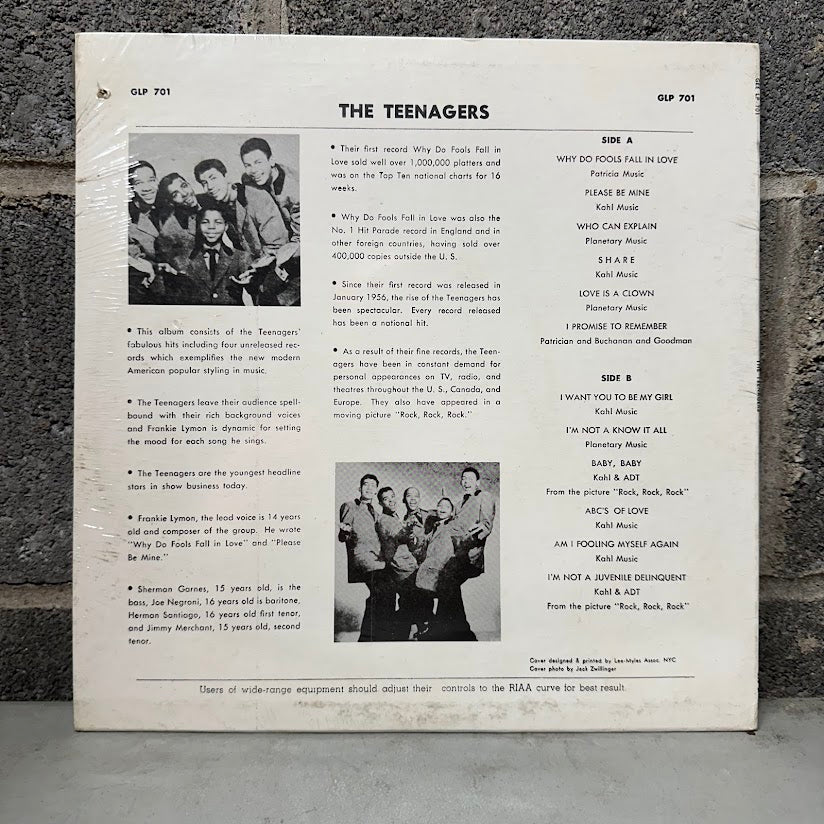 GLP 701
GLP 701
THE TEENAGERS
• This album consists of the Teenagers'
fabulous hits including four unreleased rec-
ords which exemplifies the new modern
American popular styling in music.
• The Teenagers leave their audience spell-
bound with their rich background voices
and Frankie Lymon is dynamic for setting
the mood for each song he sings.
• The Teenagers are the youngest headline
stars in show business today.
• Frankie Lymon, the lead voice is 14 years
old and composer of the group. He wrote
"Why Do Fools Fall in Love" and "Please
Be Mine."
• Sherman Garnes, 15 years old, is the
bass, Joe Negroni, 16 years old is baritone,
Herman Santiago, 16 years old first tenor,
and Jimmy Merchant, 15 years old, second
tenor.
• Their first record Why Do Fools Fall in
Love sold well over 1,000,000 platters and
was on the Top Ten national charts for 16
weeks.
• Why Do Fools Fall in Love was also the
No. 1 Hit Parade record in England and in
other foreign countries, having sold over
400,000 copies outside the U. S.
• Since their first record was released in
January 1956, the rise of the Teenagers has
been spectacular. Every record released
has been a national hit.
• As a result of their fine records, the Teen-
agers have been in constant demand for
personal appearances on TV, radio, and
theatres throughout the U. S., Canada, and
Europe. They also have appeared in a
moving picture "Rock, Rock, Rock."
SIDE A
WHY DO FOOLS FALL IN LOVE
Patricia Music
PLEASE BE MINE
Kahl Music
WHO CAN EXPLAIN
Planetary Music
SHARE
Kahl Music
LOVE IS A CLOWN
Planetary Music
I PROMISE TO REMEMBER
Patrician and Buchanan and Goodman
SIDE B
I WANT YOU TO BE MY GIRL
Kahl Music
I'M NOT A KNOW IT ALL
Planetary Music
BABY, BABY
Kahl & ADT
From the picture "Rock, Rock, Rock"
ABC'S OF LOVE
Kahl Music
AM I FOOLING MYSELF AGAIN
Kahl Music
I'M NOT A JUVENILE DELINQUENT
Kahl & ADT
From the picture "Rock, Rock, Rock"
Cover designed & printed by Lee-Myles Assoc. NYC
Cover photo by Jack Zwillinger
Users of wide-range equipment should adjust their controls to the RIAA curve for best result.